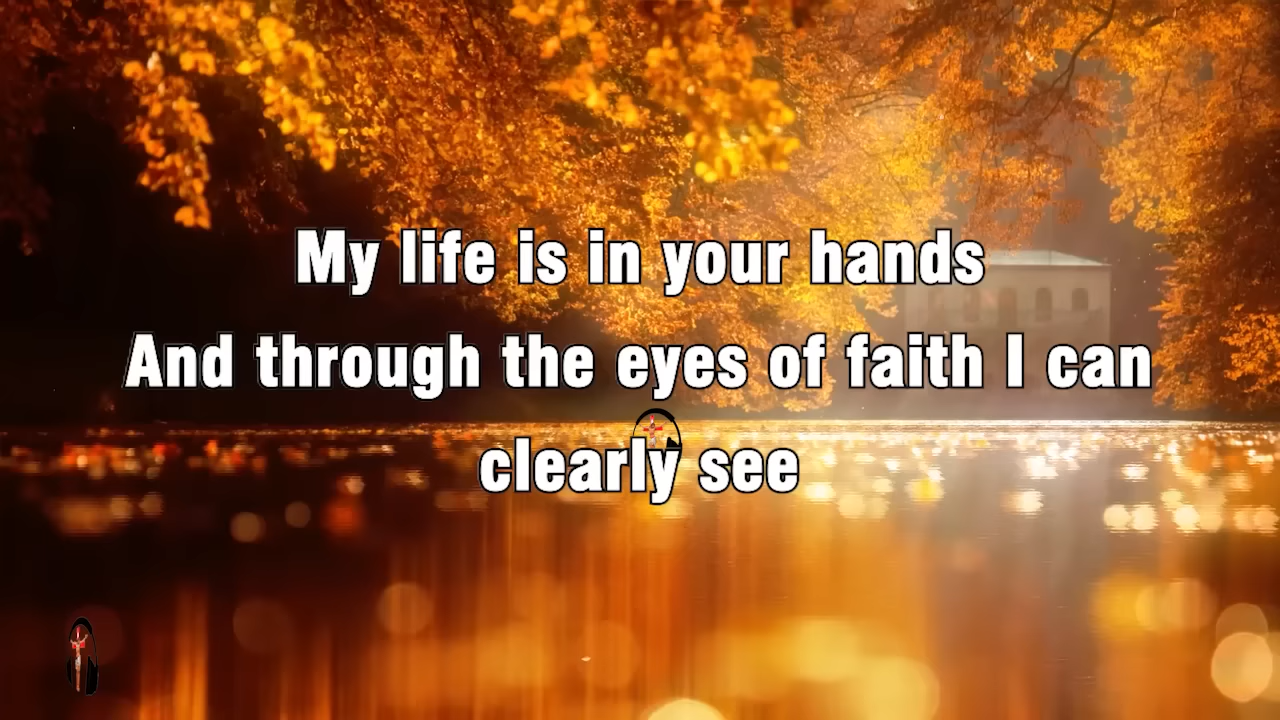 My life is in your hands
And through the eyes of faith I can
clearly see